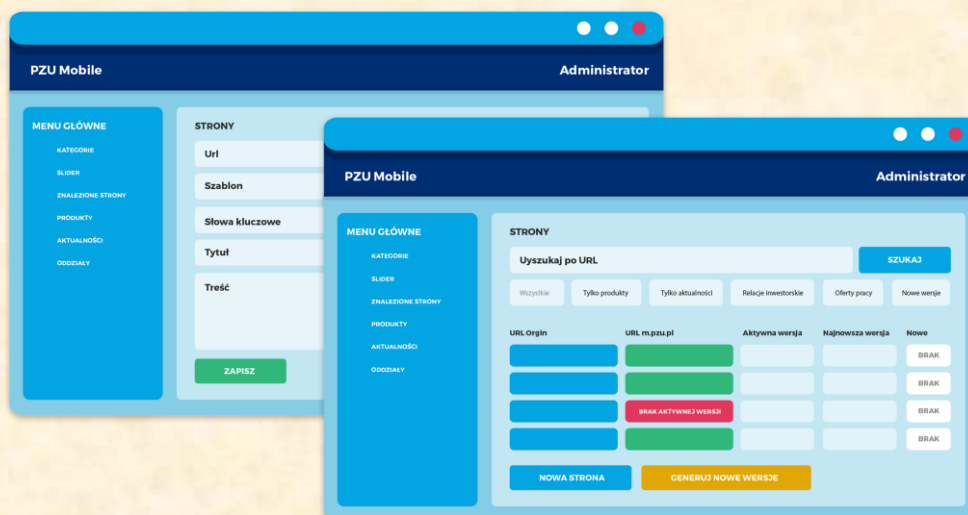 PZU Mobile Administrator
MENU GŁÓWNE
KATEGORIE
SLIDER
ZNALEZIONE STRONY
PRODUKTY
AKTUALNOŚCI
ODDZIAŁY
STRONY
Url
Szablon
Słowa kluczowe
Tytuł
Treść
ZAPISZ
PZU Mobile Administrator
MENU GŁÓWNE
KATEGORIE
SLIDER
ZNALEZIONE STRONY
PRODUKTY
AKTUALNOŚCI
ODDZIAŁY
STRONY
Uyszukaj po URL SZUKAJ
Wszystkie Tylko produkty Tylko aktualności Relacje inwestorskie Oferty pracy Nowe wersje
URL Orgin URL m.pzu.pl Aktywna wersja Najnowsza wersja Nowe
BRAK
BRAK
BRAK AKTYWNEJ WERSJI BRAK
BRAK
NOWA STRONA GENERUJ NOWE WERSJE